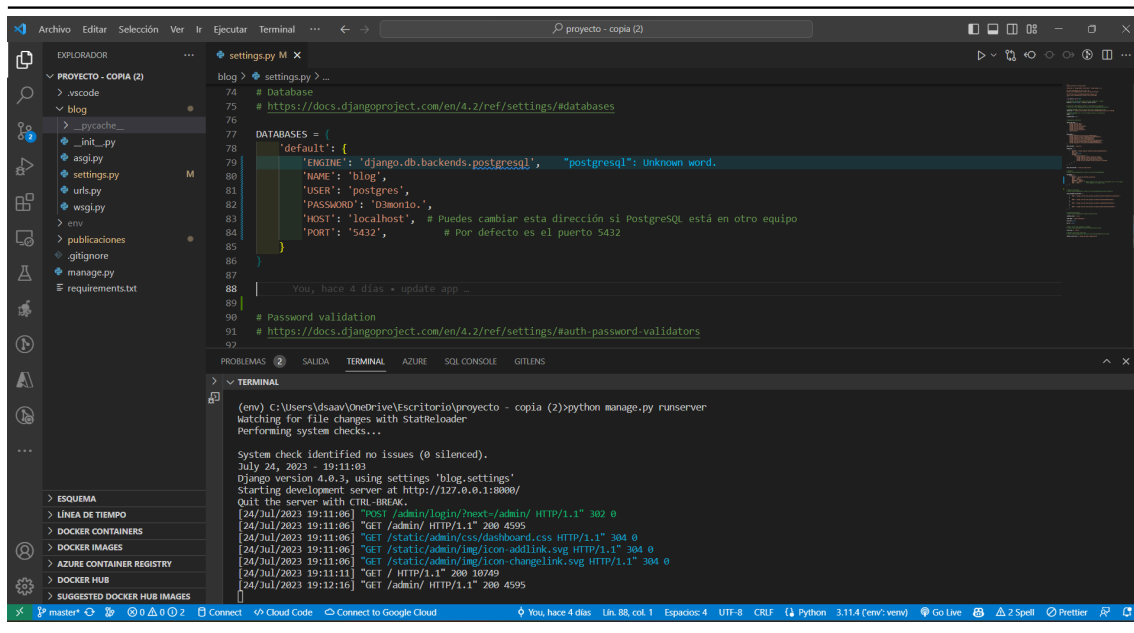 Archivo Editar Selección Ver Ir Ejecutar Terminal ··· proyecto - copia (2)
EXPLORADOR ···
PROYECTO - COPIA (2)
.vscode
blog
__pycache__
__init__.py
asgi.py
settings.py M
urls.py
wsgi.py
env
publicaciones
.gitignore
manage.py
requirements.txt
ESQUEMA
LÍNEA DE TIEMPO
DOCKER CONTAINERS
DOCKER IMAGES
AZURE CONTAINER REGISTRY
DOCKER HUB
SUGGESTED DOCKER HUB IMAGES
2
settings.py M X
blog > settings.py > ...
74 # Database
75 # https://docs.djangoproject.com/en/4.2/ref/settings/#databases
76
77 DATABASES = {
78 'default': {
79 'ENGINE': 'django.db.backends.postgresql', "postgresql": Unknown word.
80 'NAME': 'blog',
81 'USER': 'postgres',
82 'PASSWORD': 'D3mon1o.',
83 'HOST': 'localhost', # Puedes cambiar esta dirección si PostgreSQL está en otro equipo
84 'PORT': '5432', # Por defecto es el puerto 5432
85 }
86 }
87
88 You, hace 4 días • update app …
89
90 # Password validation
91 # https://docs.djangoproject.com/en/4.2/ref/settings/#auth-password-validators
92
PROBLEMAS 2 SALIDA TERMINAL AZURE SQL CONSOLE GITLENS
TERMINAL
(env) C:\Users\dsaav\OneDrive\Escritorio\proyecto - copia (2)>python manage.py runserver
Watching for file changes with StatReloader
Performing system checks...
System check identified no issues (0 silenced).
July 24, 2023 - 19:11:03
Django version 4.0.3, using settings 'blog.settings'
Starting development server at http://127.0.0.1:8000/
Quit the server with CTRL-BREAK.
[24/Jul/2023 19:11:06] "POST /admin/login/?next=/admin/ HTTP/1.1" 302 0
[24/Jul/2023 19:11:06] "GET /admin/ HTTP/1.1" 200 4595
[24/Jul/2023 19:11:06] "GET /static/admin/css/dashboard.css HTTP/1.1" 304 0
[24/Jul/2023 19:11:06] "GET /static/admin/img/icon-addlink.svg HTTP/1.1" 304 0
[24/Jul/2023 19:11:06] "GET /static/admin/img/icon-changelink.svg HTTP/1.1" 304 0
[24/Jul/2023 19:11:11] "GET / HTTP/1.1" 200 10749
[24/Jul/2023 19:12:16] "GET /admin/ HTTP/1.1" 200 4595
master* 0 0 2 Connect Cloud Code Connect to Google Cloud You, hace 4 días Lín. 88, col. 1 Espacios: 4 UTF-8 CRLF Python 3.11.4 ('env': venv) Go Live 2 Spell Prettier